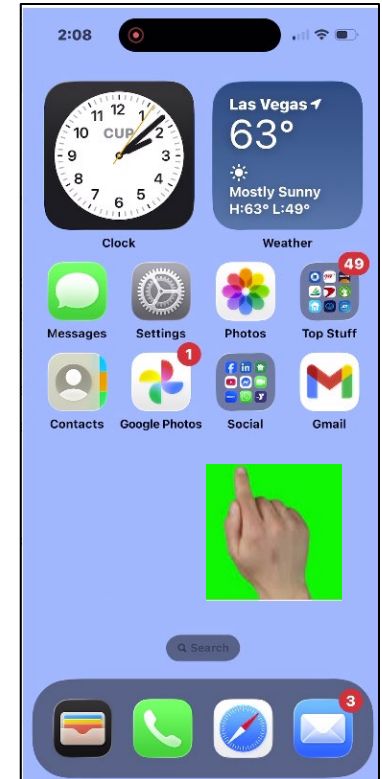 2:08
12
11 1
10 CUP 2
9 3
8 4
7 5
6
Clock
Las Vegas
63°
Mostly Sunny
H:63° L:49°
Weather
49
Messages Settings Photos Top Stuff
1
Contacts Google Photos Social Gmail
Search
3